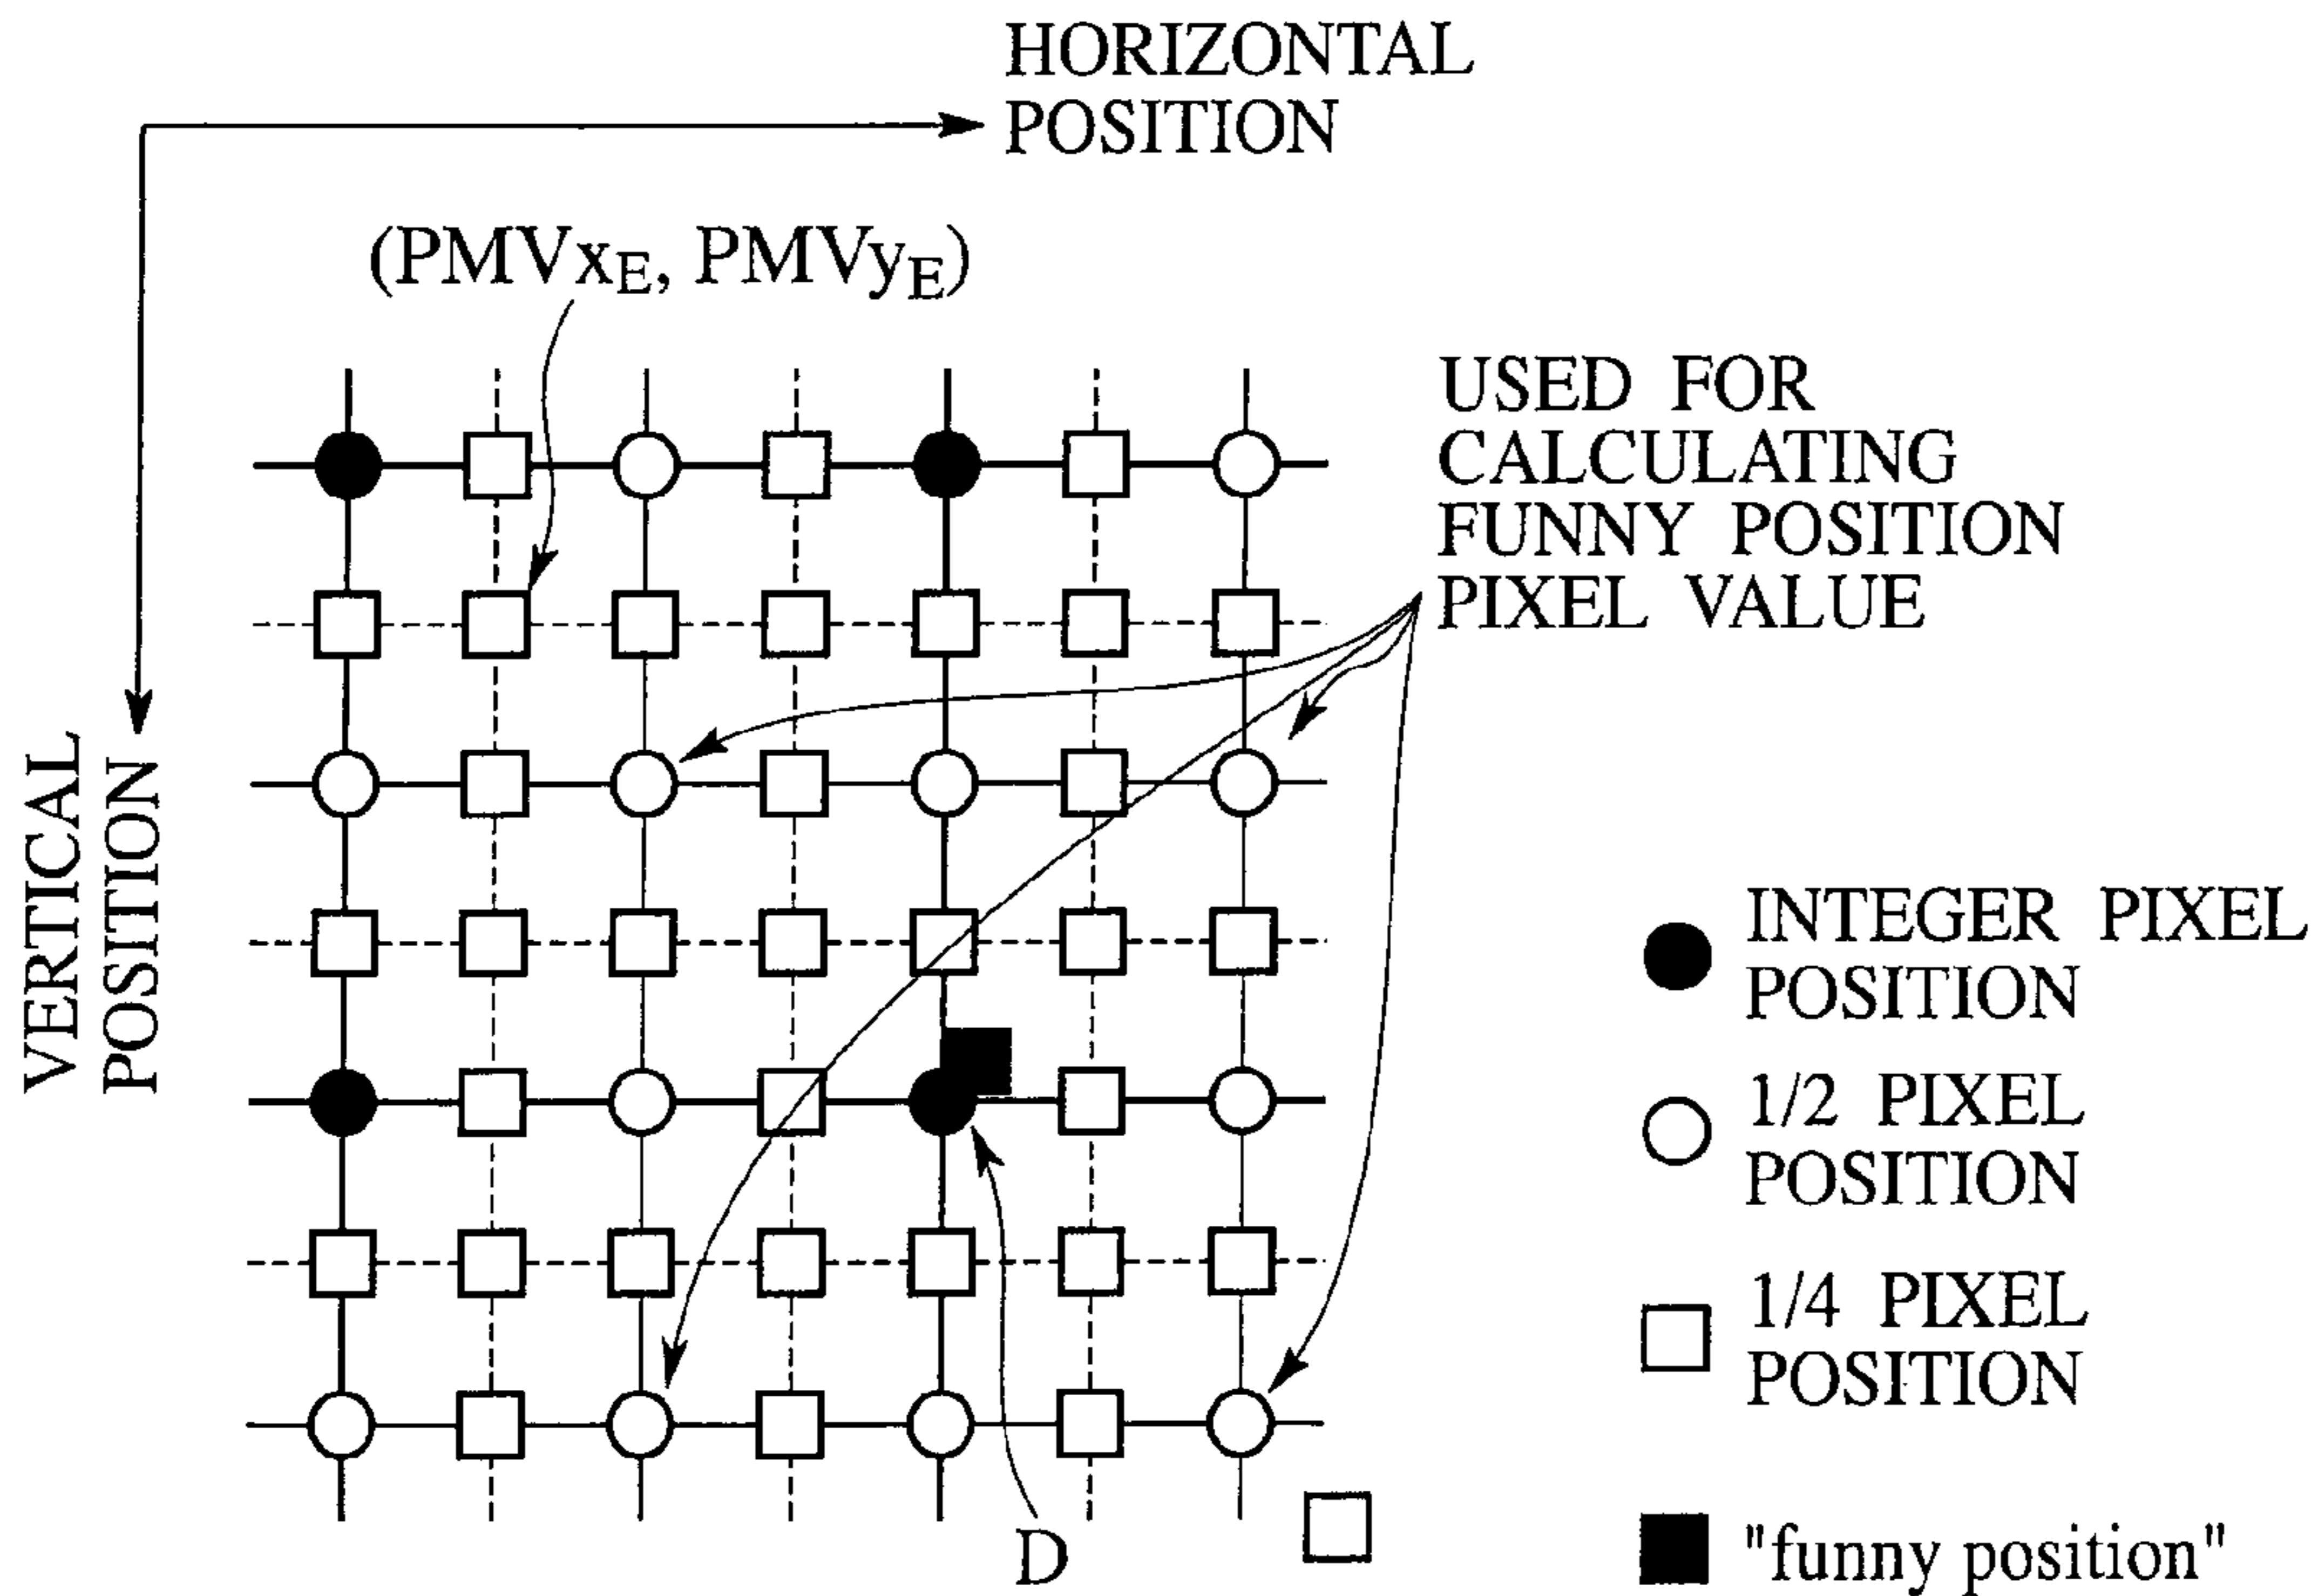 HORIZONTAL
POSITION
(PMVxE, PMVyE)
USED FOR
CALCULATING
FUNNY POSITION
PIXEL VALUE
VERTICAL
POSITION
INTEGER PIXEL
POSITION
1/2 PIXEL
POSITION
1/4 PIXEL
POSITION
D
"funny position"